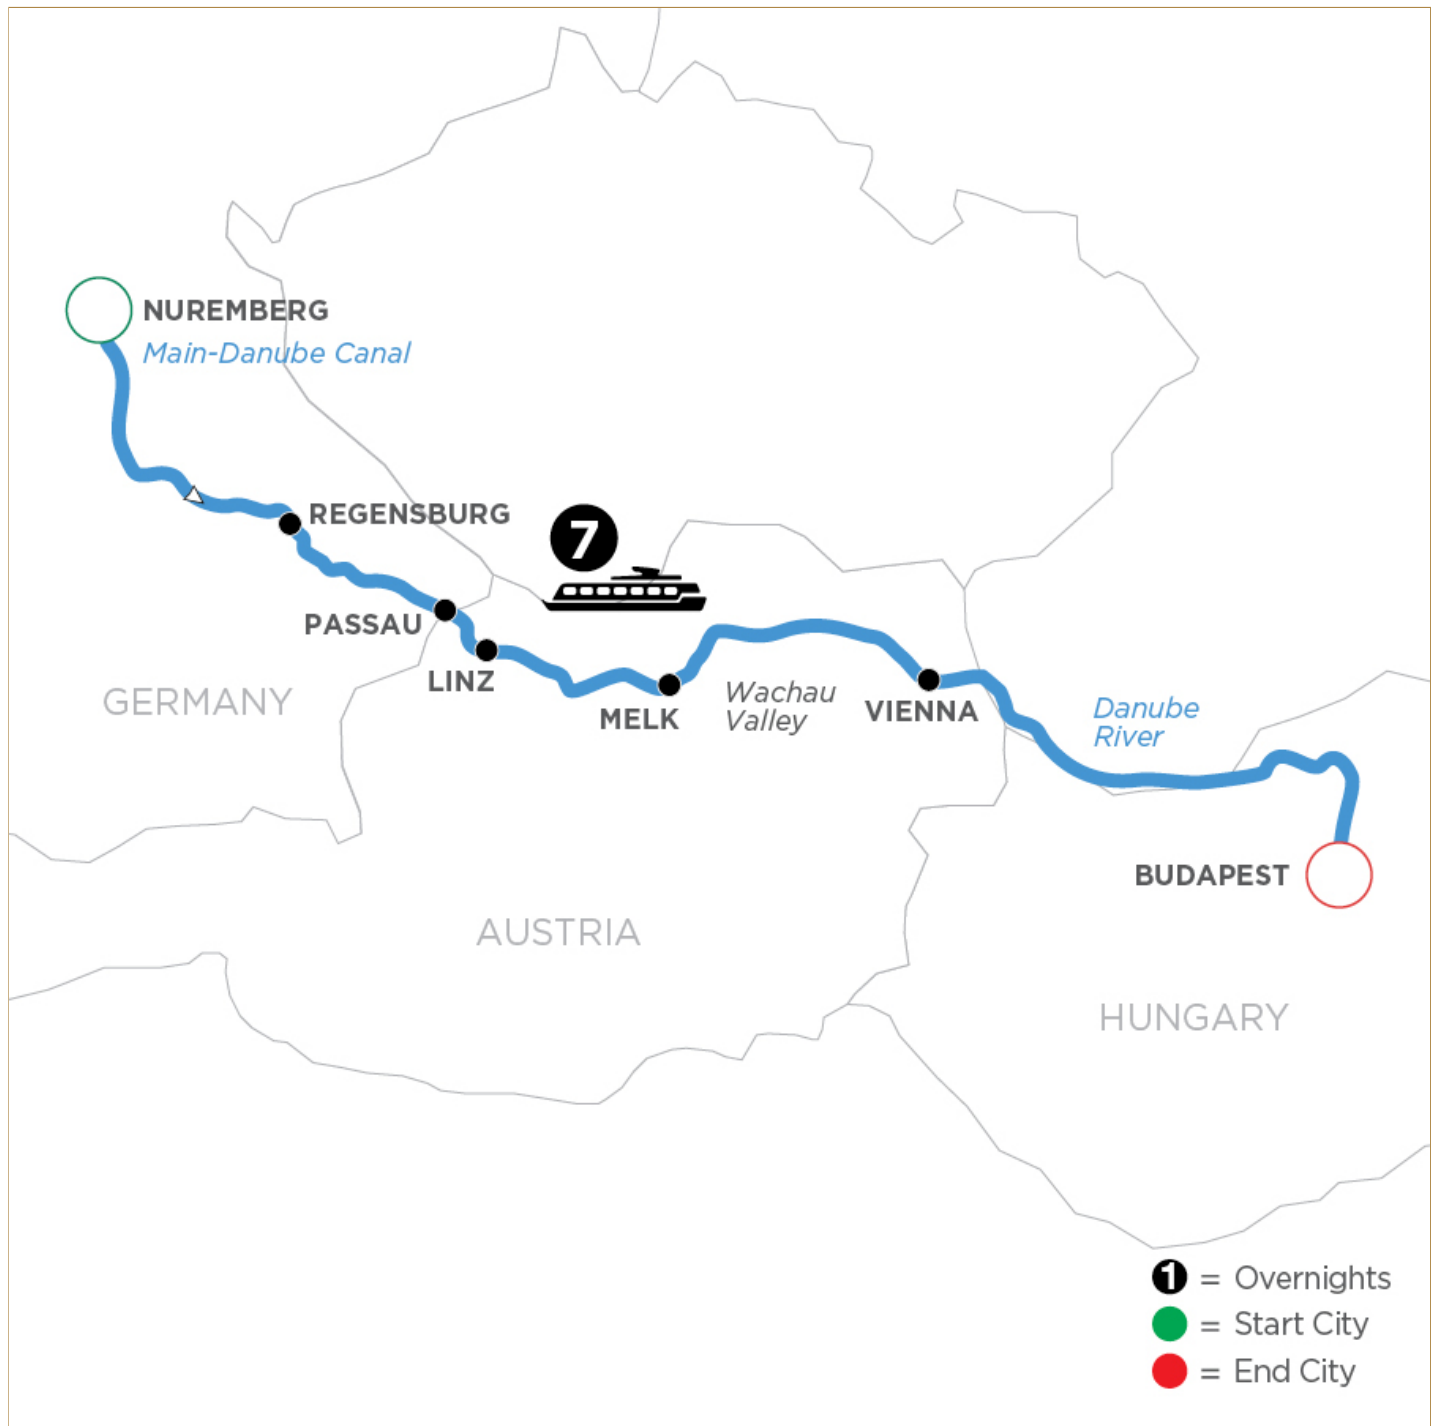 NUREMBERG
Main-Danube Canal
REGENSBURG
7
PASSAU
LINZ
GERMANY
MELK
Wachau
Valley
VIENNA
Danube
River
BUDAPEST
AUSTRIA
HUNGARY
1 = Overnights
= Start City
= End City